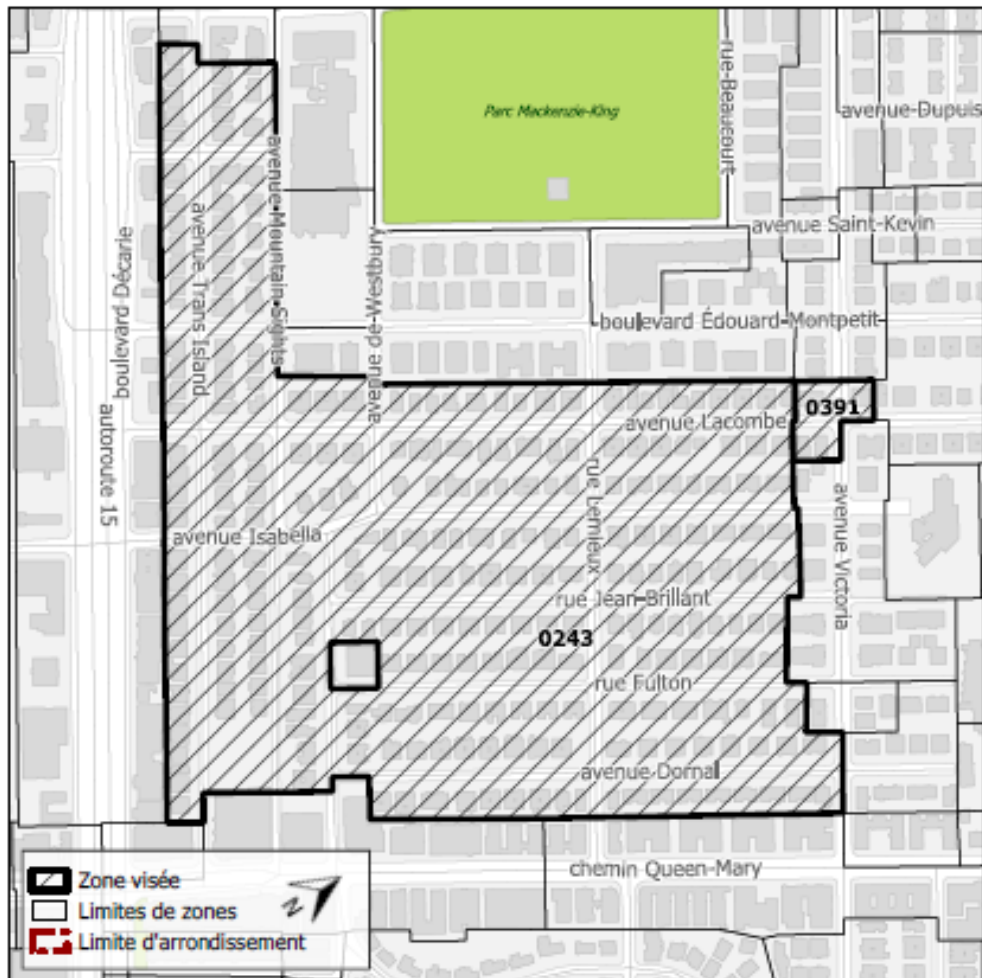 Parc Mackenzie-King
rue-Beaucourt
avenue-Dupuis
avenue Saint-Kevin
avenue-Mountain-Sights
avenue de-Westbury
boulevard Décarie
avenue Trans Island
boulevard Édouard-Montpetit
0391
avenue-Lacombe
autoroute 15
rue Lemieux
avenue Victoria
avenue Isabella
rue Jean-Brillant
0243
rue Fulton
avenue-Dornal
chemin Queen-Mary
Zone visée
N
Limites de zones
Limite d'arrondissement